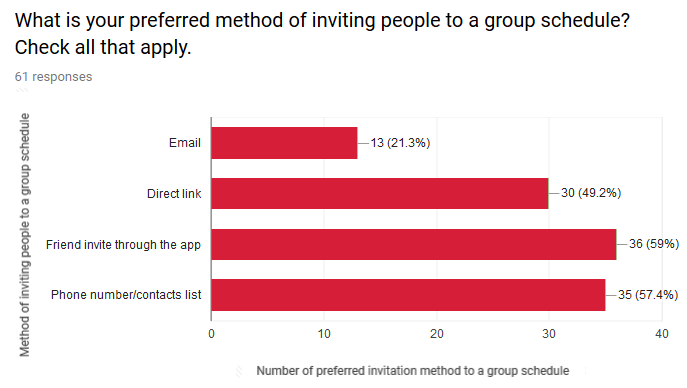 What is your preferred method of inviting people to a group schedule?
Check all that apply.
61 responses
Method of inviting people to a group schedule
Email
13 (21.3%)
Direct link
30 (49.2%)
Friend invite through the app
36 (59%)
Phone number/contacts list
35 (57.4%)
0
10
20
30
40
Number of preferred invitation method to a group schedule